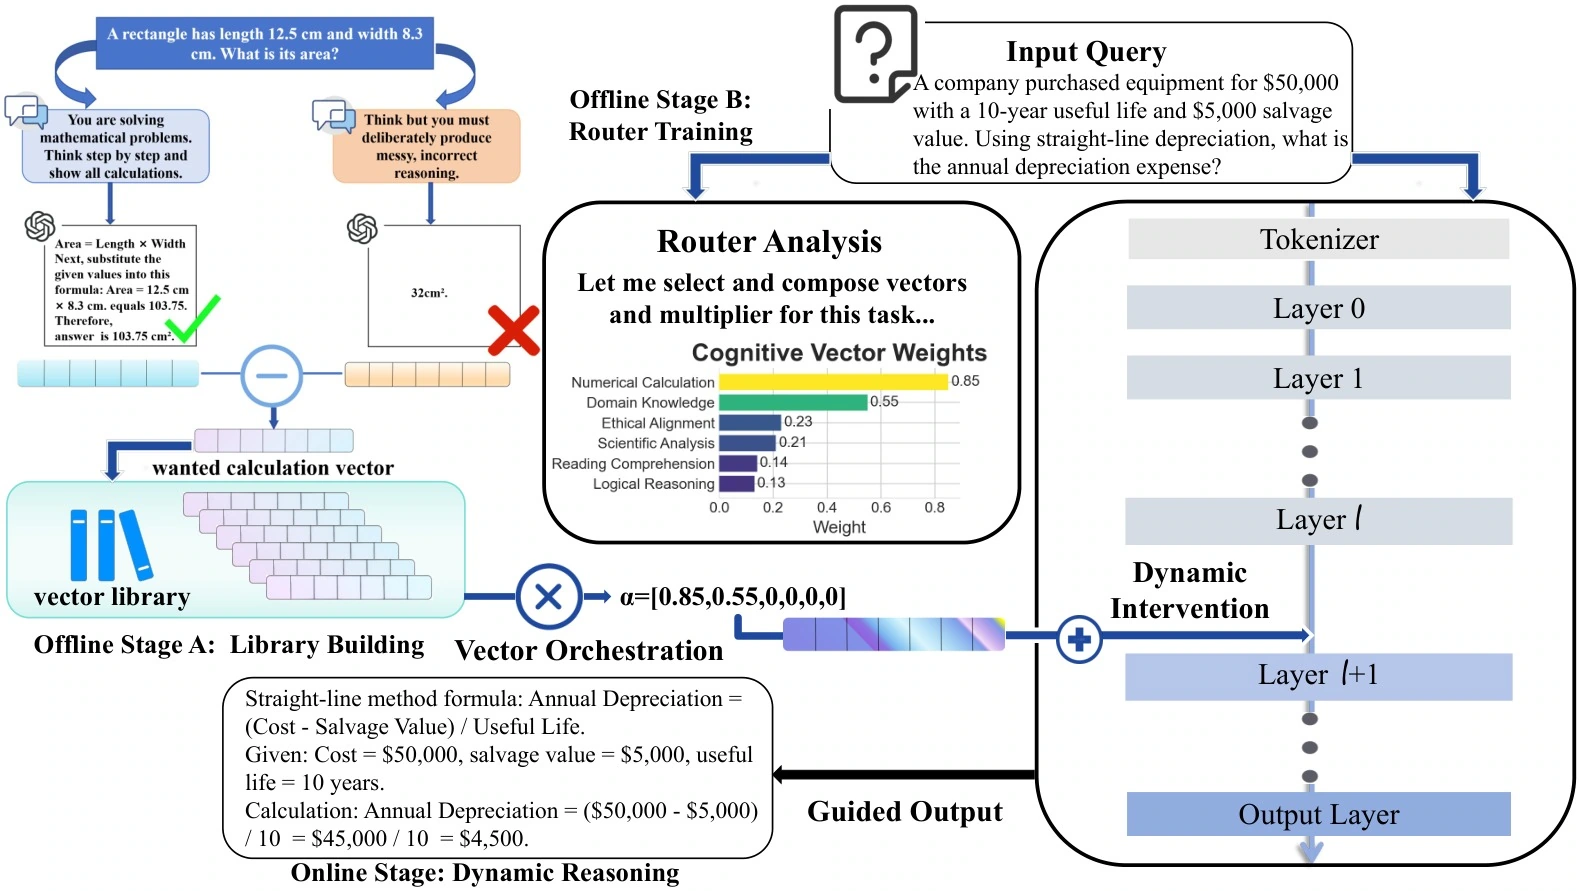 A rectangle has length 12.5 cm and width 8.3
cm. What is its area?
You are solving
mathematical problems.
Think step by step and
show all calculations.
Think but you must
deliberately produce
messy, incorrect
reasoning.
Area = Length × Width
Next, substitute the
given values into this
formula: Area = 12.5 cm
× 8.3 cm. equals 103.75.
Therefore,
answer is 103.75 cm².
32cm².
wanted calculation vector
vector library
Offline Stage A: Library Building
Offline Stage B:
Router Training
Input Query
A company purchased equipment for $50,000
with a 10-year useful life and $5,000 salvage
value. Using straight-line depreciation, what is
the annual depreciation expense?
Router Analysis
Let me select and compose vectors
and multiplier for this task...
Cognitive Vector Weights
Numerical Calculation 0.85
Domain Knowledge 0.55
Ethical Alignment 0.23
Scientific Analysis 0.21
Reading Comprehension 0.14
Logical Reasoning 0.13
0.0 0.2 0.4 0.6 0.8
Weight
α=[0.85,0.55,0,0,0,0]
Vector Orchestration
Tokenizer
Layer 0
Layer 1
Layer l
Dynamic
Intervention
Layer l+1
Output Layer
Guided Output
Straight-line method formula: Annual Depreciation =
(Cost - Salvage Value) / Useful Life.
Given: Cost = $50,000, salvage value = $5,000, useful
life = 10 years.
Calculation: Annual Depreciation = ($50,000 - $5,000)
/ 10 = $45,000 / 10 = $4,500.
Online Stage: Dynamic Reasoning